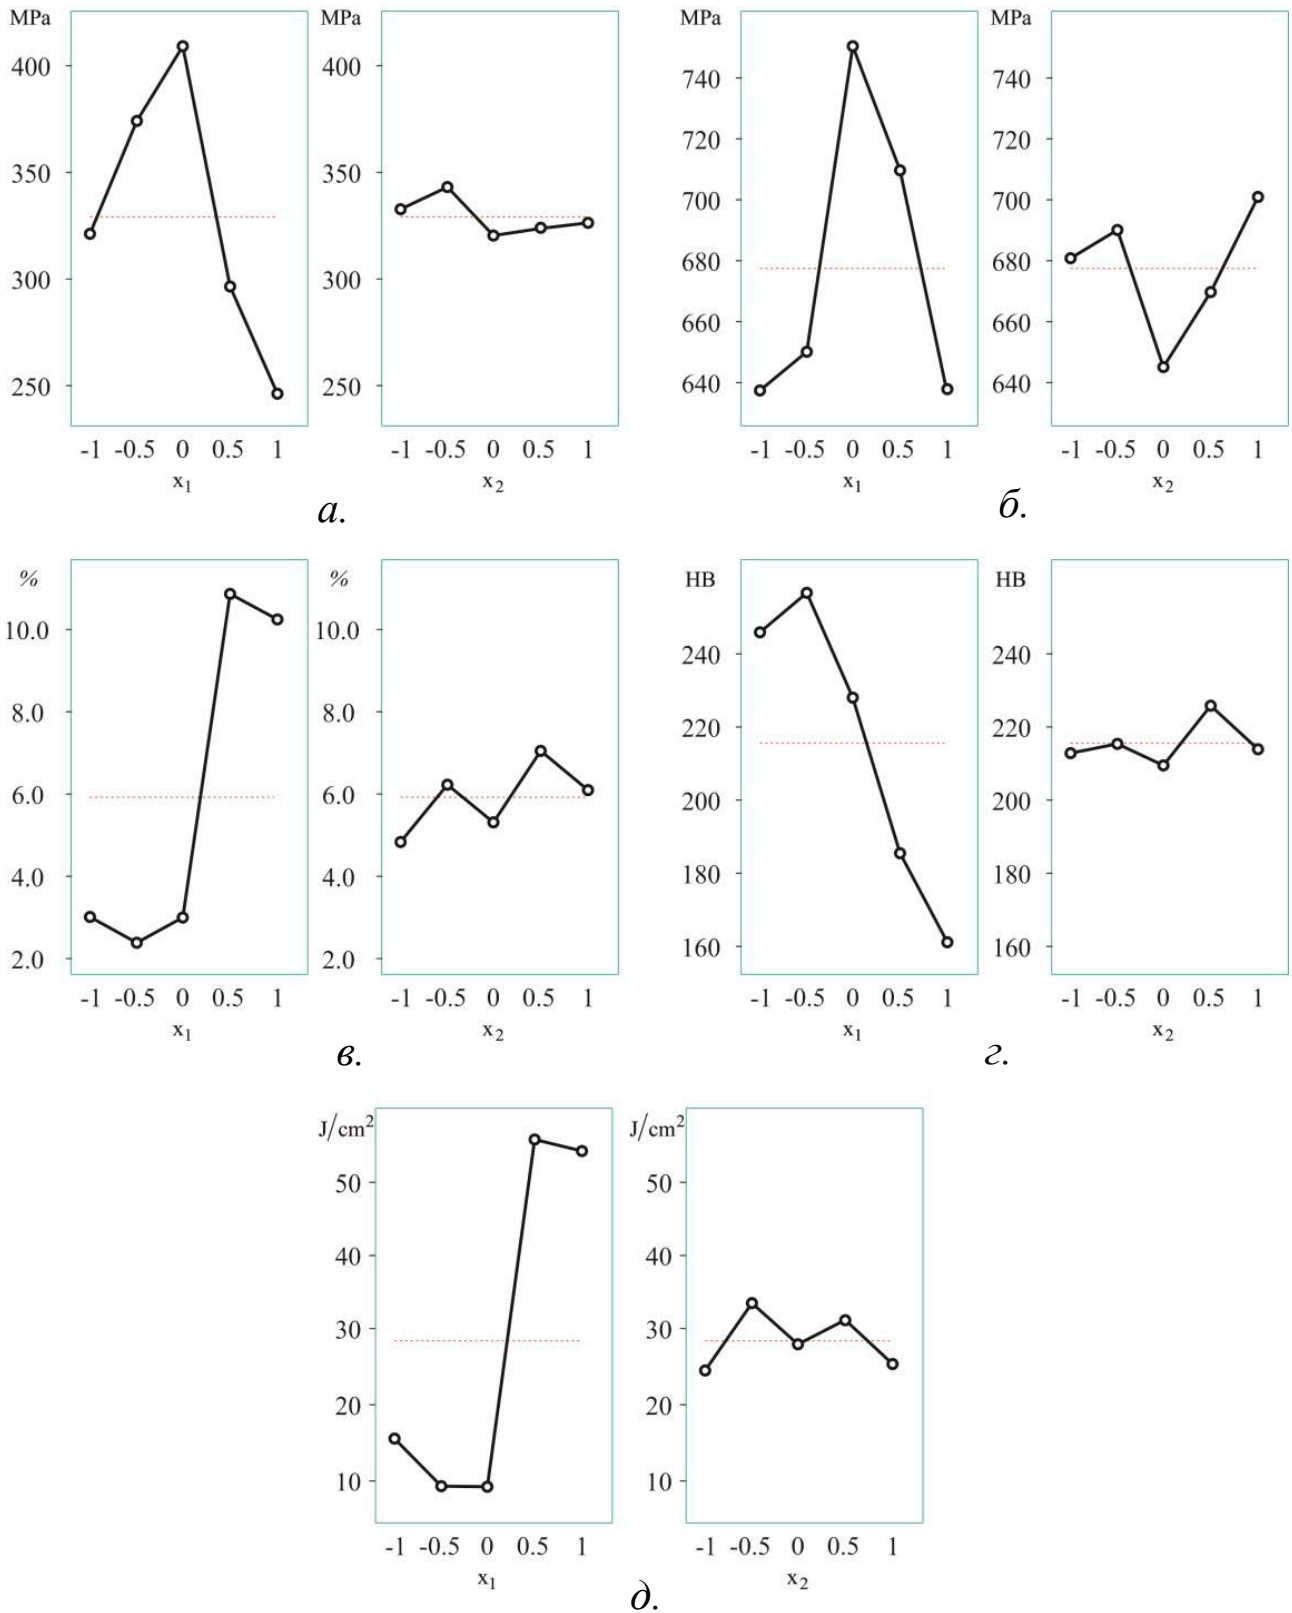 MPa MPa MPa MPa
400 400 740 740
720 720
350 350 700 700
680 680
300 300 660 660
250 250 640 640
-1 -0.5 0 0.5 1 -1 -0.5 0 0.5 1 -1 -0.5 0 0.5 1 -1 -0.5 0 0.5 1
x1 x2 x1 x2
а. б.
% % HB HB
10.0 10.0 240 240
8.0 8.0 220 220
6.0 6.0 200 200
4.0 4.0 180 180
2.0 2.0 160 160
-1 -0.5 0 0.5 1 -1 -0.5 0 0.5 1 -1 -0.5 0 0.5 1 -1 -0.5 0 0.5 1
x1 x2 x1 x2
в. г.
J/cm² J/cm²
50 50
40 40
30 30
20 20
10 10
-1 -0.5 0 0.5 1 -1 -0.5 0 0.5 1
x1 x2
д.